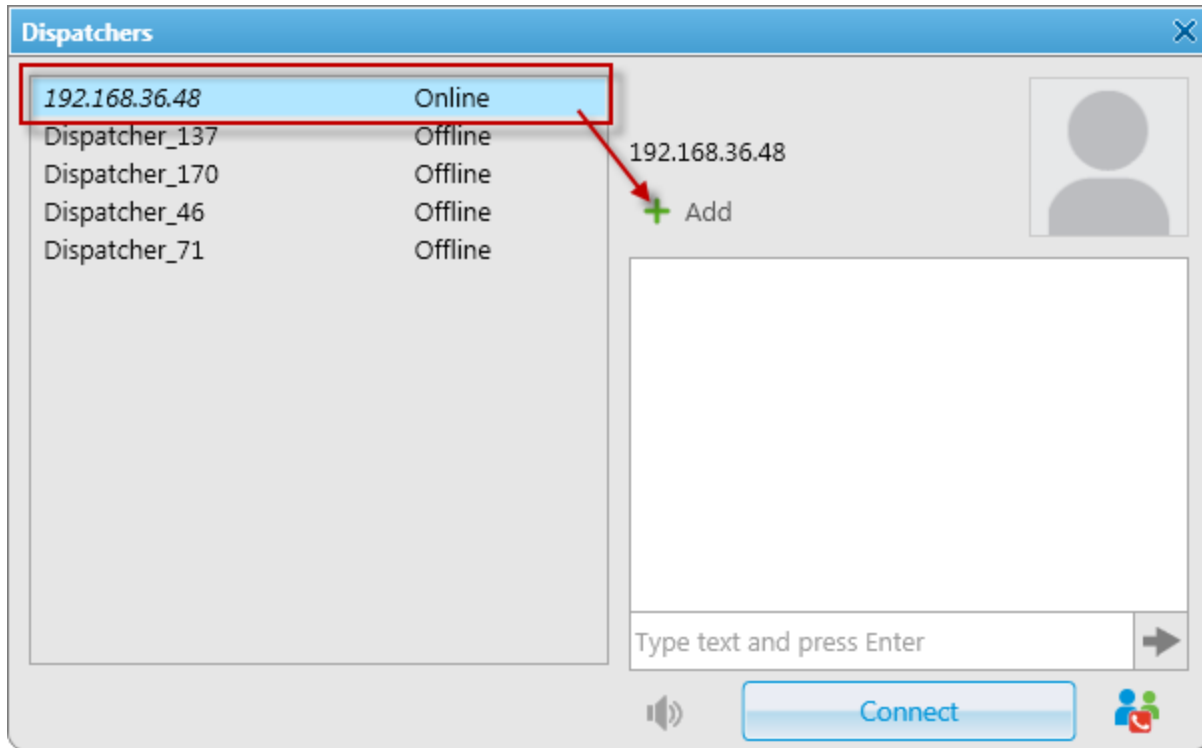 Dispatchers
192.168.36.48 Online
Dispatcher_137 Offline
Dispatcher_170 Offline
Dispatcher_46 Offline
Dispatcher_71 Offline
192.168.36.48
Add
Type text and press Enter
Connect